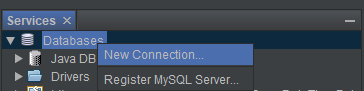 Services
Databases
New Connection...
Java DB
Drivers
Register MySQL Server...